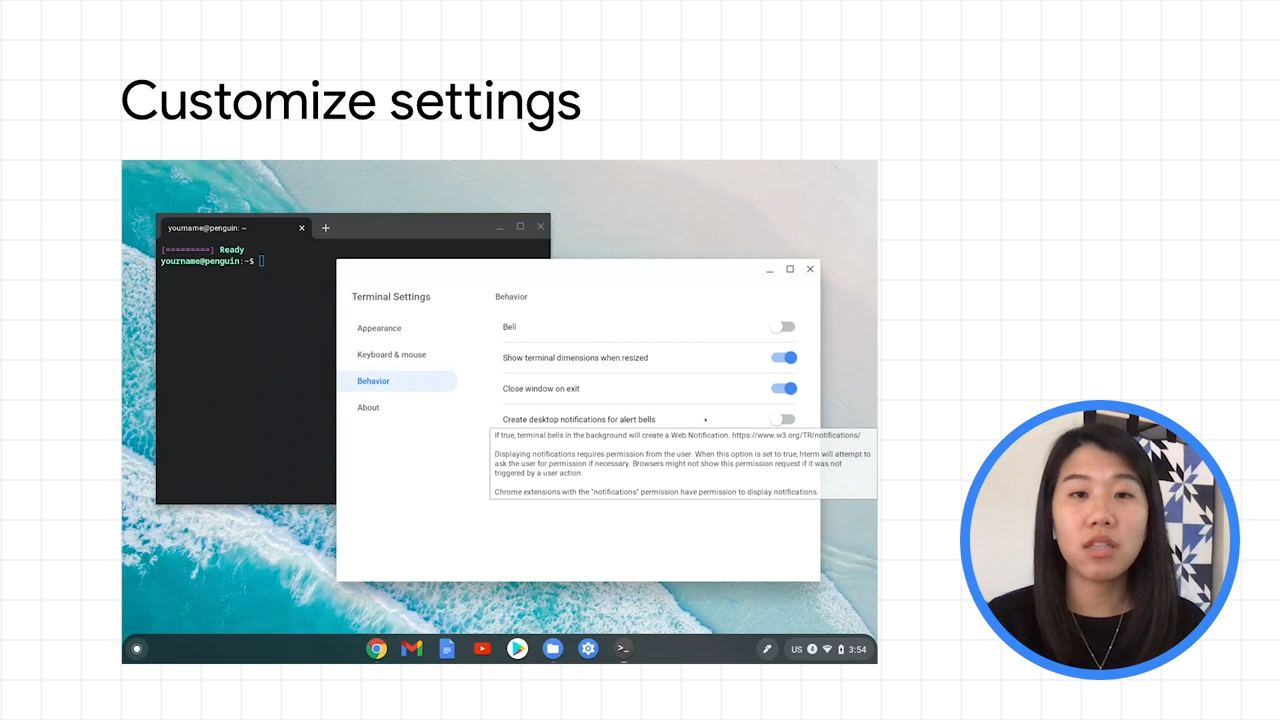 Customize settings
yourname@penguin: ~
[=========] Ready
yourname@penguin:~$
Terminal Settings
Appearance
Keyboard & mouse
Behavior
About
Behavior
Bell
Show terminal dimensions when resized
Close window on exit
Create desktop notifications for alert bells
If true, terminal bells in the background will create a Web Notification. https://www.w3.org/TR/notifications/
Displaying notifications requires permission from the user. When this option is set to true, hterm will attempt to
ask the user for permission if necessary. Browsers might not show this permission request if it was not
triggered by a user action.
Chrome extensions with the "notifications" permission have permission to display notifications.
US 4 3:54